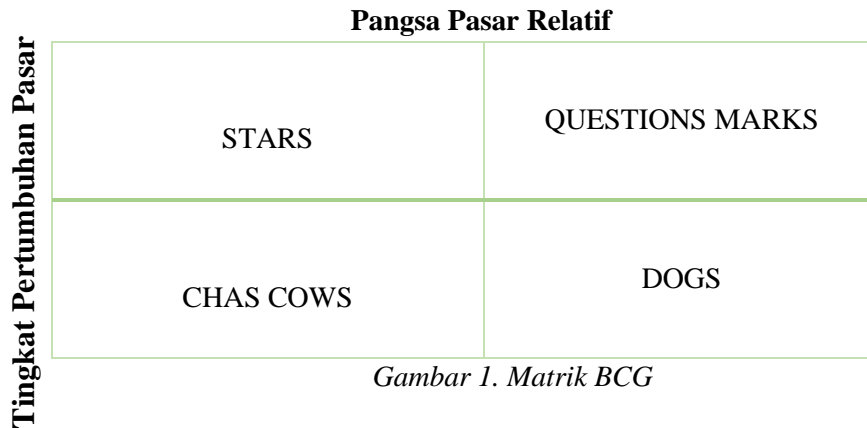 Pangsa Pasar Relatif
Tingkat Pertumbuhan Pasar
STARS
QUESTIONS MARKS
CHAS COWS
DOGS
Gambar 1. Matrik BCG